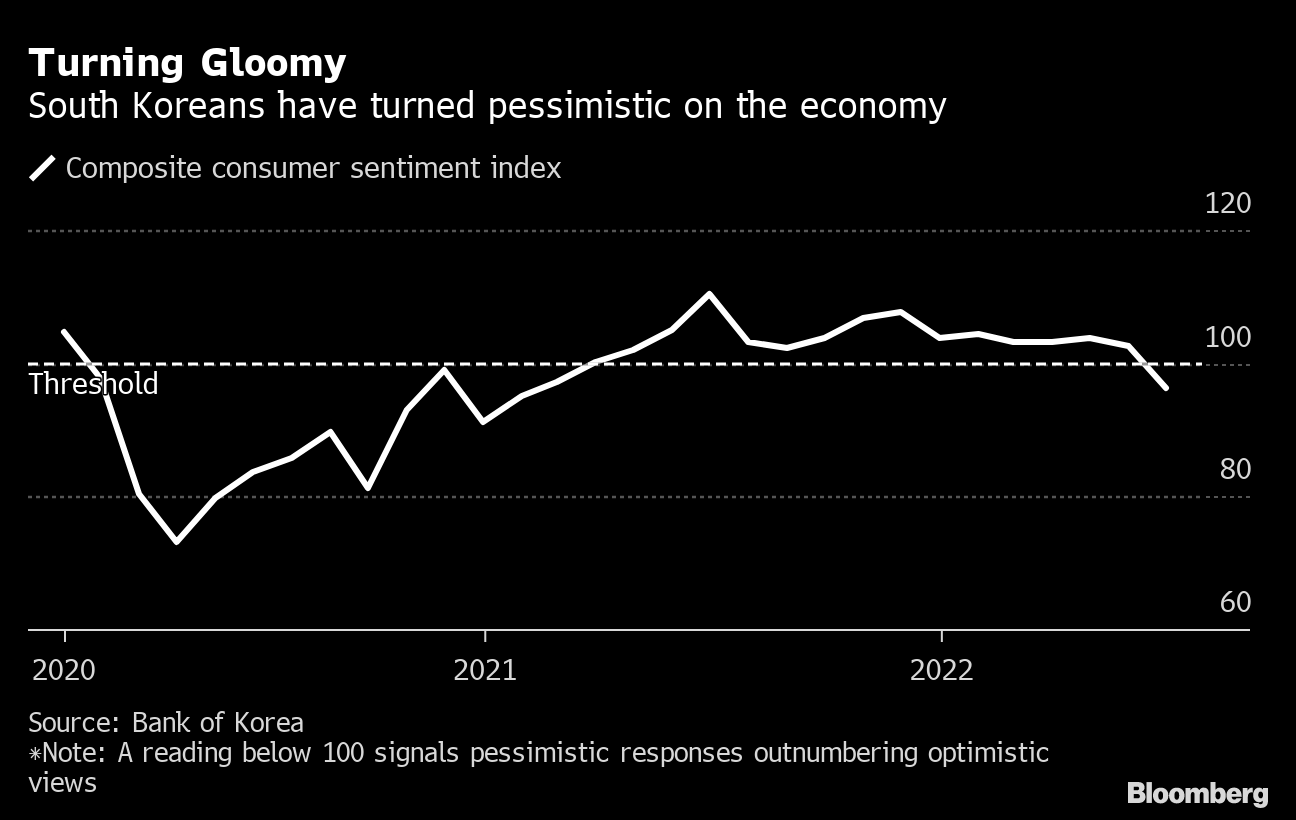 Turning Gloomy
South Koreans have turned pessimistic on the economy
Composite consumer sentiment index
120
100
Threshold
80
60
2020 2021 2022
Source: Bank of Korea
*Note: A reading below 100 signals pessimistic responses outnumbering optimistic
views
Bloomberg